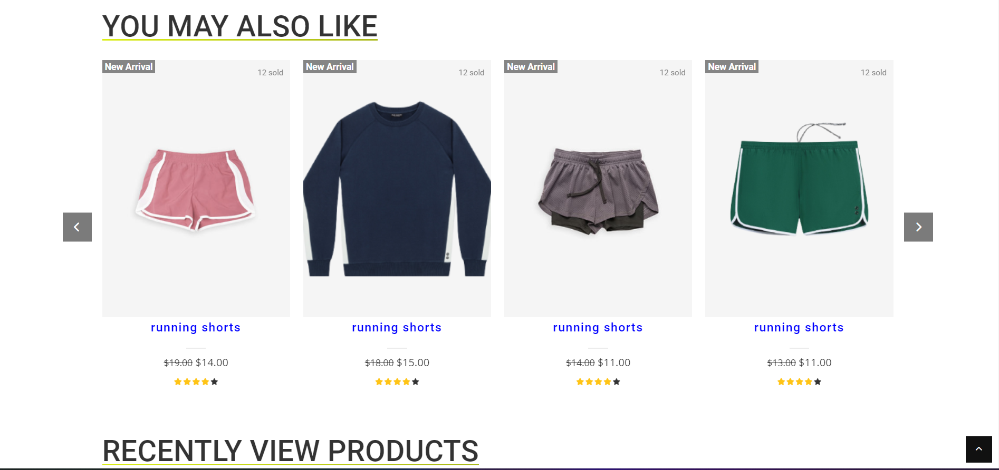 YOU MAY ALSO LIKE
New Arrival
12 sold
New Arrival
12 sold
New Arrival
12 sold
New Arrival
12 sold
running shorts
running shorts
running shorts
running shorts
$19.00 $14.00
$18.00 $15.00
$14.00 $11.00
$13.00 $11.00
RECENTLY VIEW PRODUCTS